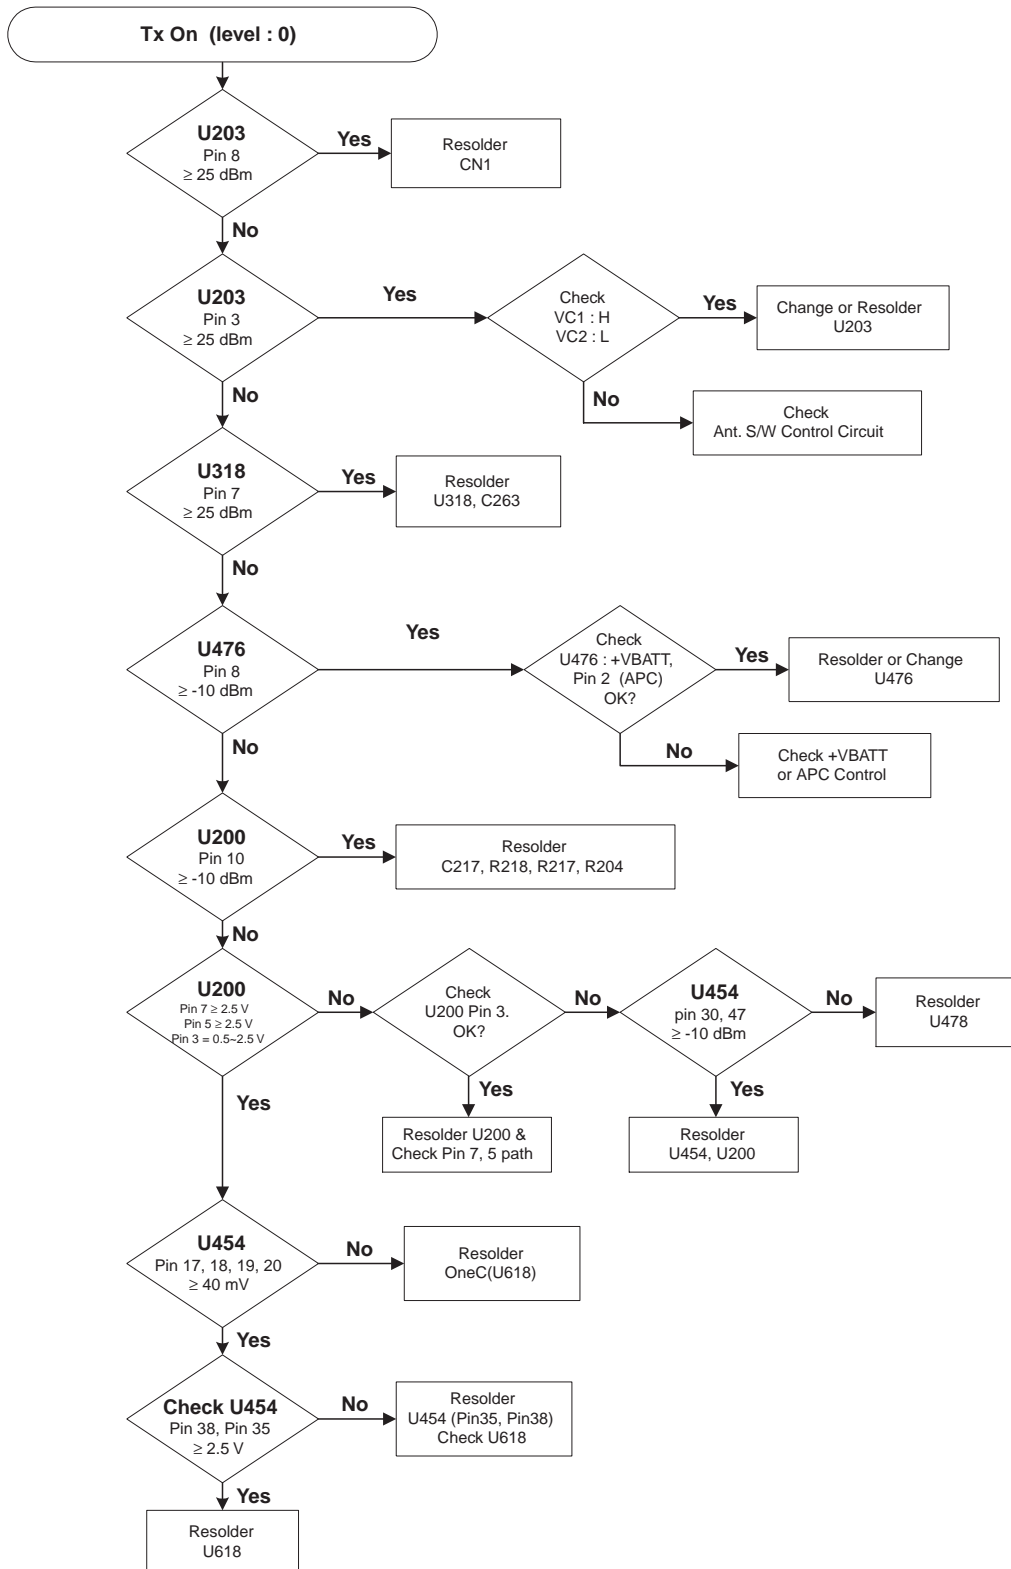 Tx On (level : 0)
U203
Pin 8
≥ 25 dBm
Yes
Resolder
CN1
No
U203
Pin 3
≥ 25 dBm
Yes
Check
VC1 : H
VC2 : L
Yes
Change or Resolder
U203
No
Check
Ant. S/W Control Circuit
No
U318
Pin 7
≥ 25 dBm
Yes
Resolder
U318, C263
No
U476
Pin 8
≥ -10 dBm
Yes
Check
U476 : +VBATT,
Pin 2 (APC)
OK?
Yes
Resolder or Change
U476
No
Check +VBATT
or APC Control
No
U200
Pin 10
≥ -10 dBm
Yes
Resolder
C217, R218, R217, R204
No
U200
Pin 7 ≥ 2.5 V
Pin 5 ≥ 2.5 V
Pin 3 = 0.5~2.5 V
No
Check
U200 Pin 3.
OK?
No
U454
pin 30, 47
≥ -10 dBm
No
Resolder
U478
Yes
Yes
Yes
Resolder U200 &
Check Pin 7, 5 path
Resolder
U454, U200
U454
Pin 17, 18, 19, 20
≥ 40 mV
No
Resolder
OneC(U618)
Yes
Check U454
Pin 38, Pin 35
≥ 2.5 V
No
Resolder
U454 (Pin35, Pin38)
Check U618
Yes
Resolder
U618